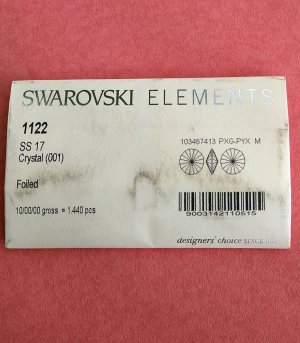 SWAROVSKI ELEMENTS
1122
SS 17
Crystal (001)
103467413 PXG-PYX M
Foiled
10/00/00 gross = 1.440 pcs
9003142110615
designers' choice SINCE